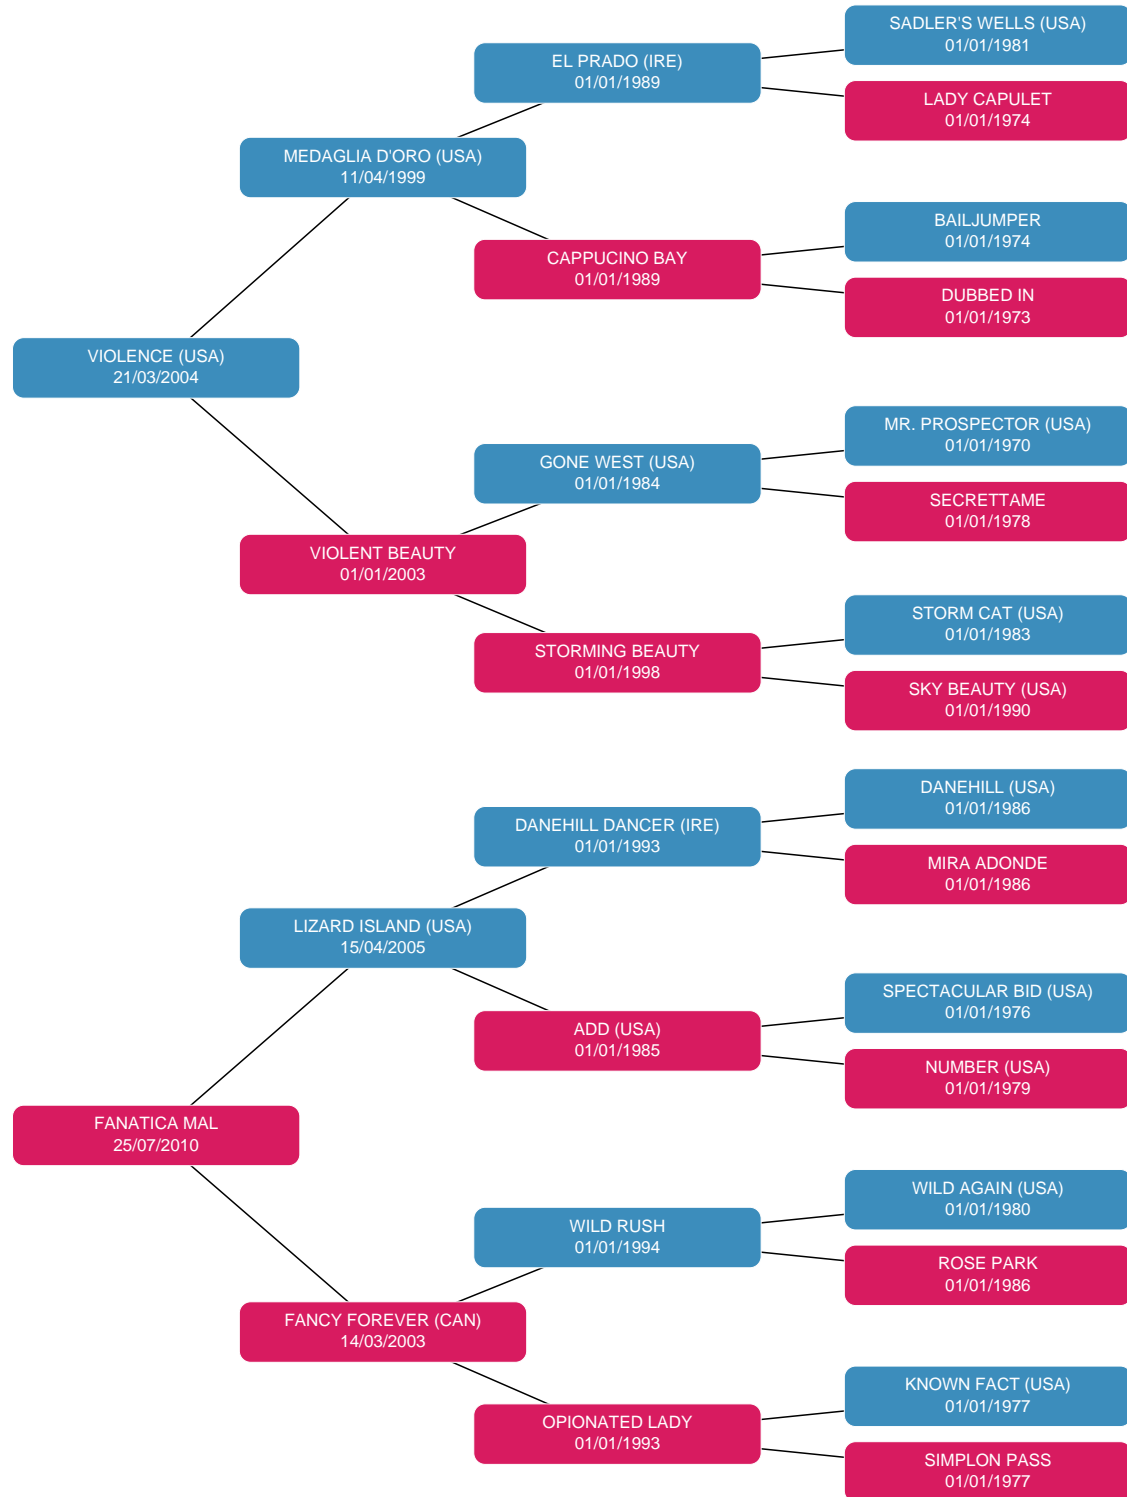 SADLER'S WELLS (USA)
01/01/1981
EL PRADO (IRE)
01/01/1989
LADY CAPULET
01/01/1974
MEDAGLIA D'ORO (USA)
11/04/1999
BAILJUMPER
01/01/1974
CAPPUCINO BAY
01/01/1989
DUBBED IN
01/01/1973
VIOLENCE (USA)
21/03/2004
MR. PROSPECTOR (USA)
01/01/1970
GONE WEST (USA)
01/01/1984
SECRETTAME
01/01/1978
VIOLENT BEAUTY
01/01/2003
STORM CAT (USA)
01/01/1983
STORMING BEAUTY
01/01/1998
SKY BEAUTY (USA)
01/01/1990
DANEHILL (USA)
01/01/1986
DANEHILL DANCER (IRE)
01/01/1993
MIRA ADONDE
01/01/1986
LIZARD ISLAND (USA)
15/04/2005
SPECTACULAR BID (USA)
01/01/1976
ADD (USA)
01/01/1985
NUMBER (USA)
01/01/1979
FANATICA MAL
25/07/2010
WILD AGAIN (USA)
01/01/1980
WILD RUSH
01/01/1994
ROSE PARK
01/01/1986
FANCY FOREVER (CAN)
14/03/2003
KNOWN FACT (USA)
01/01/1977
OPIONATED LADY
01/01/1993
SIMPLON PASS
01/01/1977